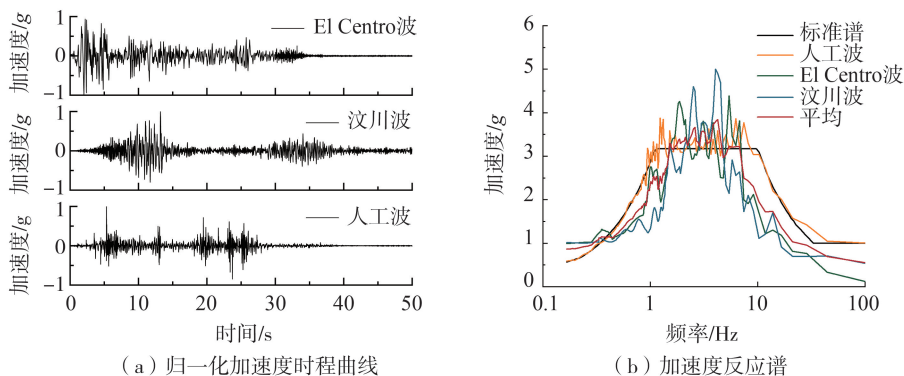 加速度/g
1
0
−1
El Centro波
加速度/g
1
0
−1
汶川波
加速度/g
1
0
−1
人工波
0 10 20 30 40 50
时间/s
（a）归一化加速度时程曲线
加速度/g
6
5
4
3
2
1
0
标准谱
人工波
El Centro波
汶川波
平均
0.1 1 10 100
频率/Hz
（b）加速度反应谱